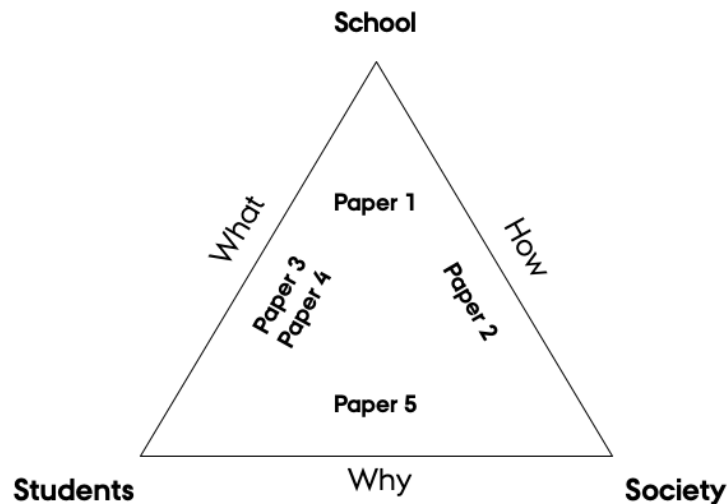 School
What
How
Paper 1
Paper 3
Paper 4
Paper 2
Paper 5
Students
Why
Society